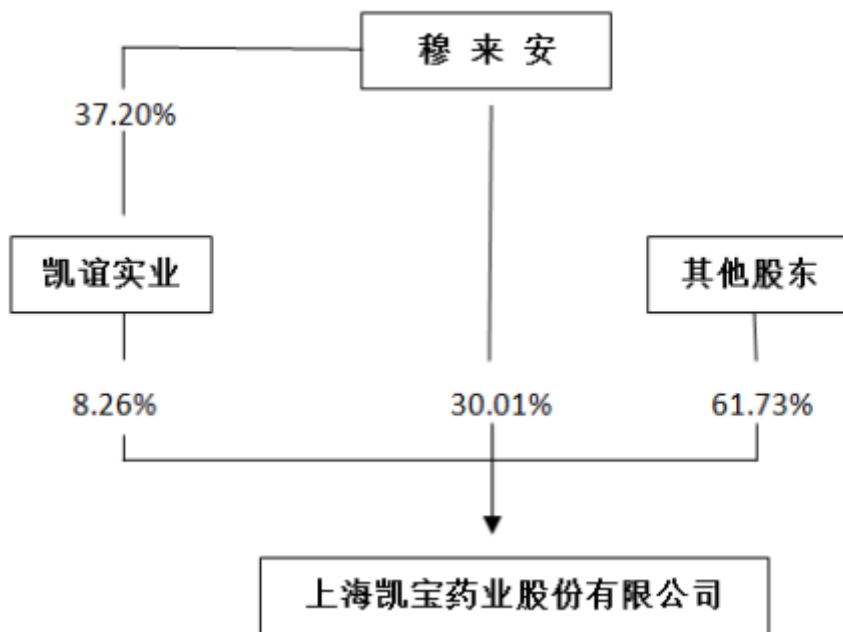 穆来安
37.20%
凯谊实业
其他股东
8.26%
30.01%
61.73%
上海凯宝药业股份有限公司